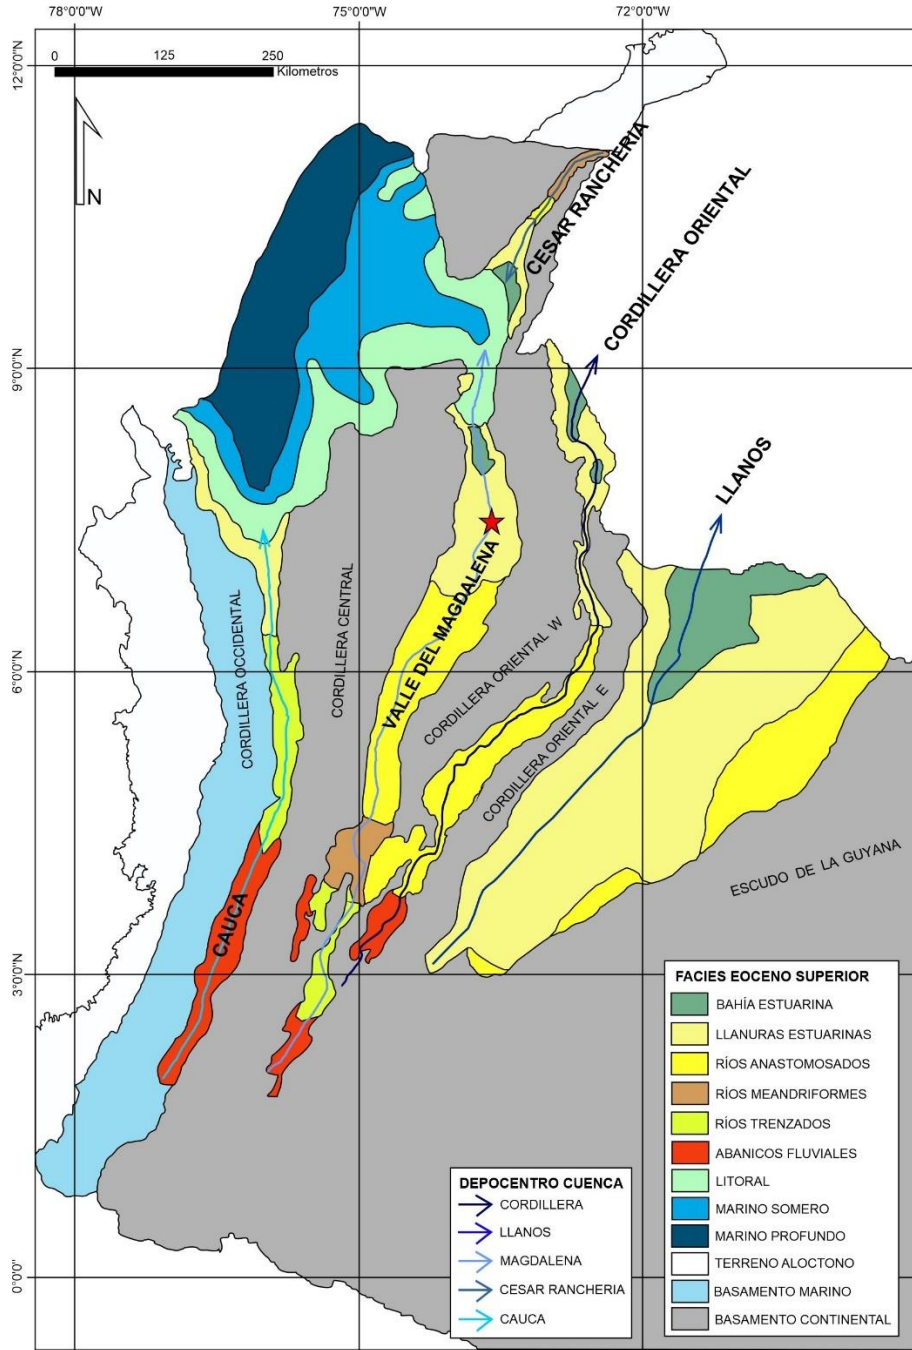 78°0'0"W 75°0'0"W 72°0'0"W
12°0'0"N
0 125 250
Kilometros
N
CESAR RANCHERIA
CORDILLERA ORIENTAL
9°0'0"N
LLANOS
CORDILLERA OCCIDENTAL
CORDILLERA CENTRAL
VALLE DEL MAGDALENA
CORDILLERA ORIENTAL W
CORDILLERA ORIENTAL E
6°0'0"N
ESCUDO DE LA GUYANA
CAUCA
3°0'0"N
0°0'0"
FACIES EOCENO SUPERIOR
BAHÍA ESTUARINA
LLANURAS ESTUARINAS
RÍOS ANASTOMOSADOS
RÍOS MEANDRIFORMES
RÍOS TRENZADOS
ABANICOS FLUVIALES
LITORAL
MARINO SOMERO
MARINO PROFUNDO
TERRENO ALOCTONO
BASAMENTO MARINO
BASAMENTO CONTINENTAL
DEPOCENTRO CUENCA
CORDILLERA
LLANOS
MAGDALENA
CESAR RANCHERIA
CAUCA